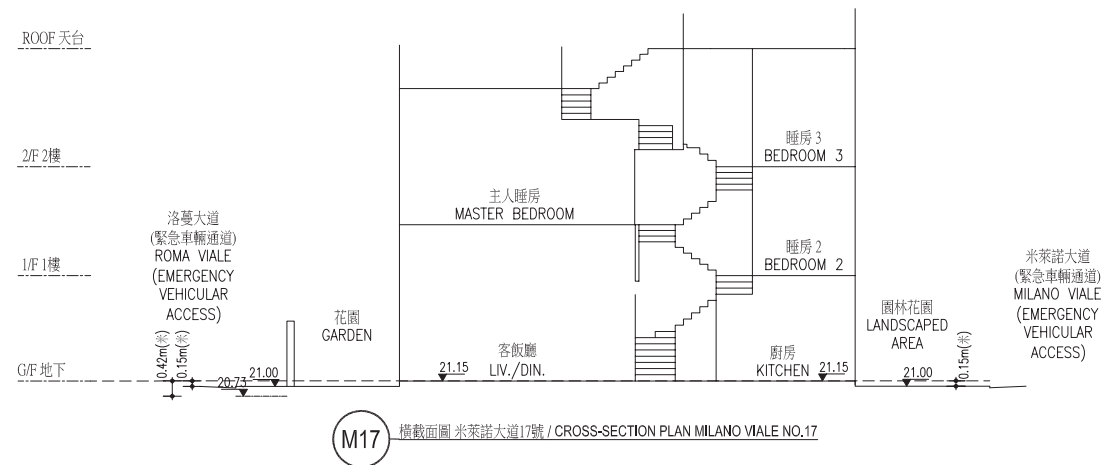 ROOF 天台
2/F 2樓
睡房 3
BEDROOM 3
主人睡房
MASTER BEDROOM
洛蔓大道
(緊急車輛通道)
ROMA VIALE
(EMERGENCY
VEHICULAR
ACCESS)
1/F 1樓
睡房 2
BEDROOM 2
米萊諾大道
(緊急車輛通道)
MILANO VIALE
(EMERGENCY
VEHICULAR
ACCESS)
花園
GARDEN
園林花園
LANDSCAPED
AREA
客飯廳
LIV./DIN.
廚房
KITCHEN
G/F 地下
0.42m(米)
0.15m(米)
20.73
21.00
21.15
21.15
21.00
0.15m(米)
M17
橫截面圖 米萊諾大道17號 / CROSS-SECTION PLAN MILANO VIALE NO.17